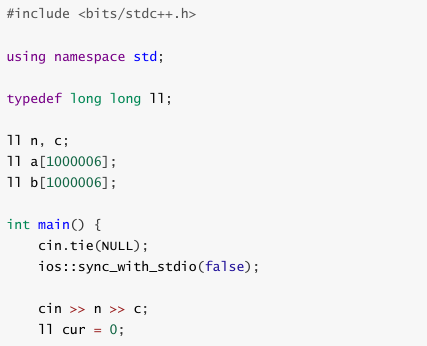 #include <bits/stdc++.h>
using namespace std;
typedef long long ll;
ll n, c;
ll a[1000006];
ll b[1000006];
int main() {
    cin.tie(NULL);
    ios::sync_with_stdio(false);
    cin >> n >> c;
    ll cur = 0;